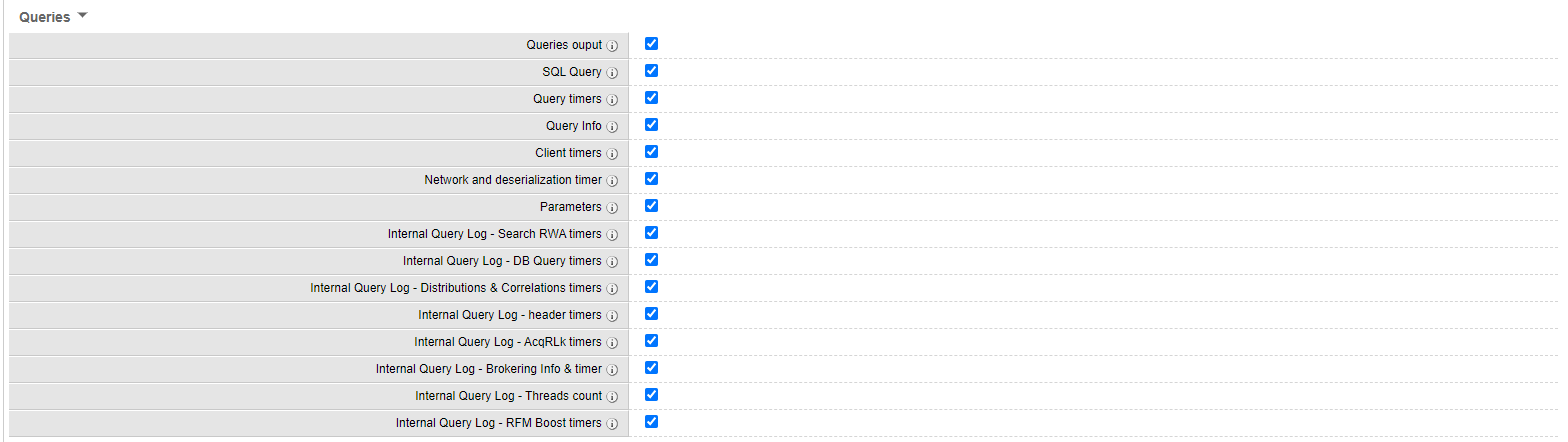 Queries
Queries ouput
SQL Query
Query timers
Query Info
Client timers
Network and deserialization timer
Parameters
Internal Query Log - Search RWA timers
Internal Query Log - DB Query timers
Internal Query Log - Distributions & Correlations timers
Internal Query Log - header timers
Internal Query Log - AcqRLk timers
Internal Query Log - Brokering Info & timer
Internal Query Log - Threads count
Internal Query Log - RFM Boost timers